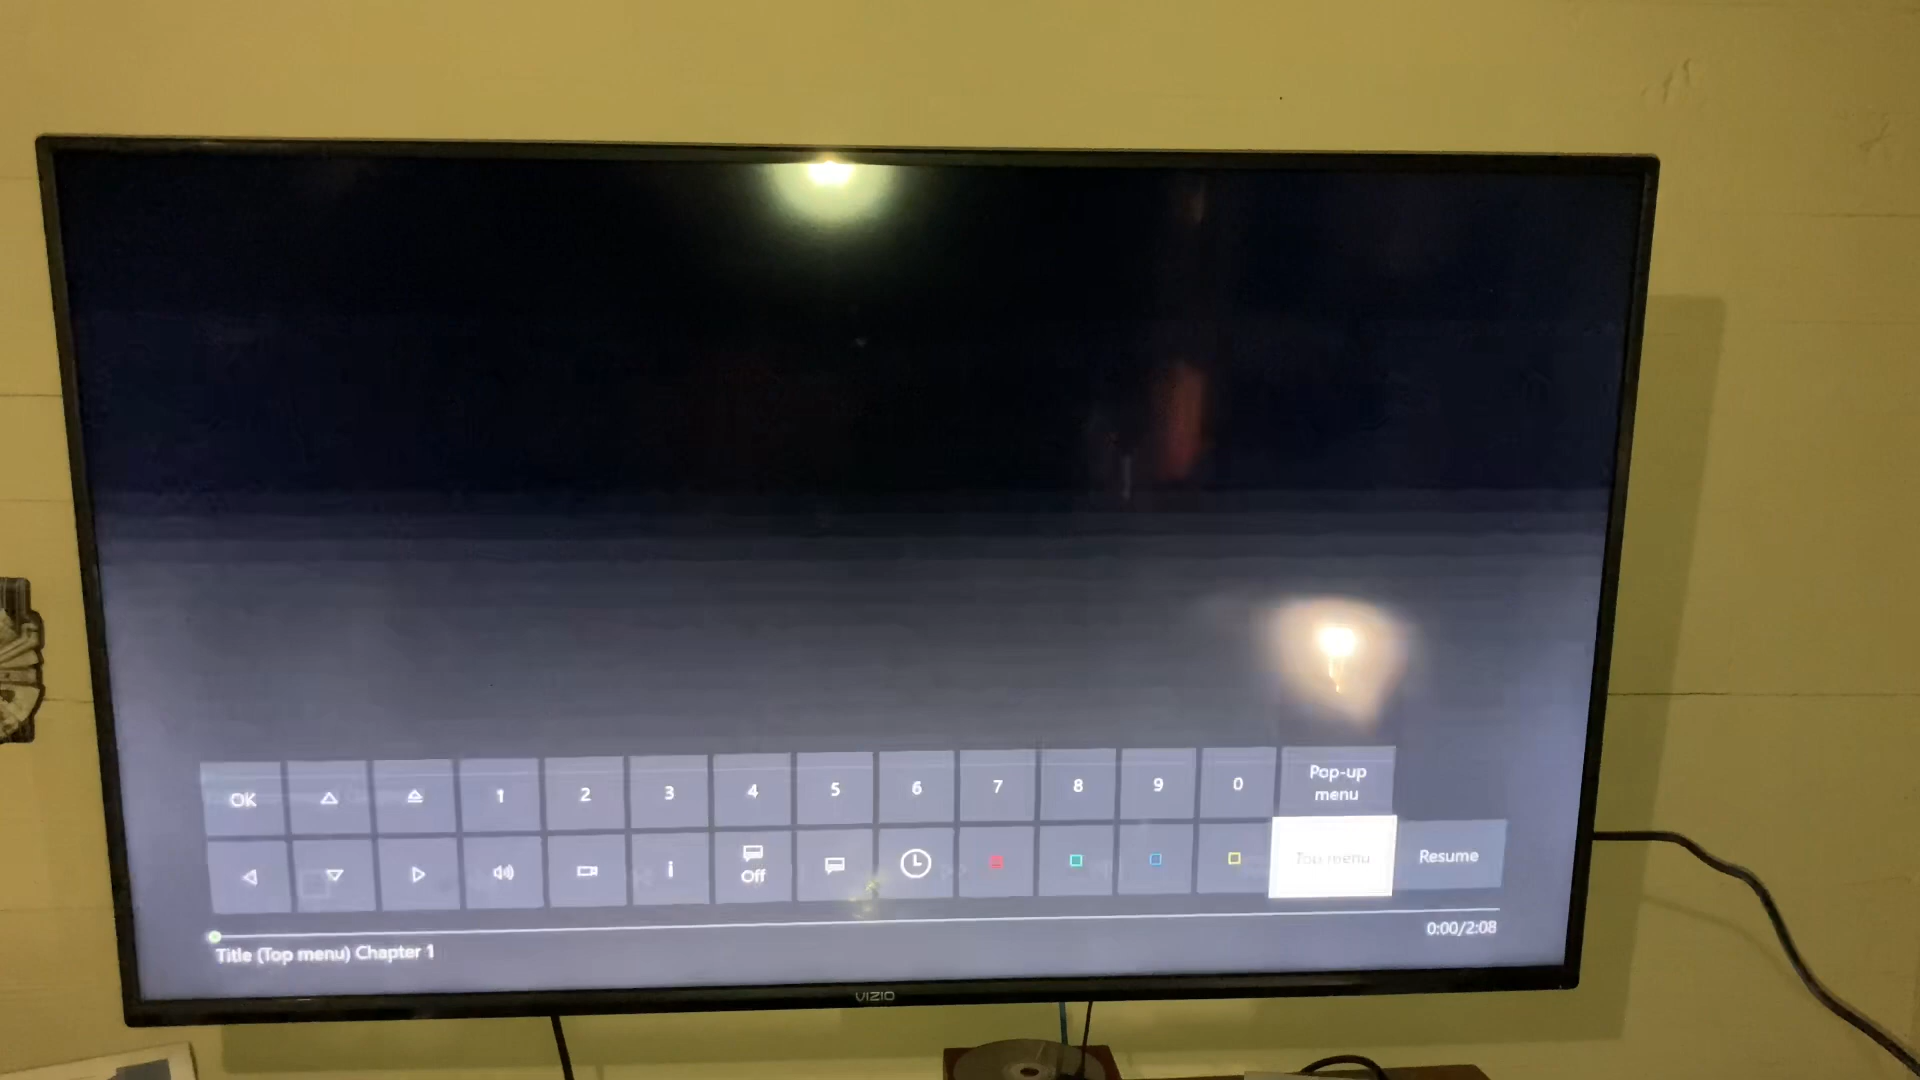 OK 1 2 3 4 5 6 7 8 9 0 Pop-up menu
i Off Top menu Resume
0:00/2:08
Title (Top menu) Chapter 1
VIZIO